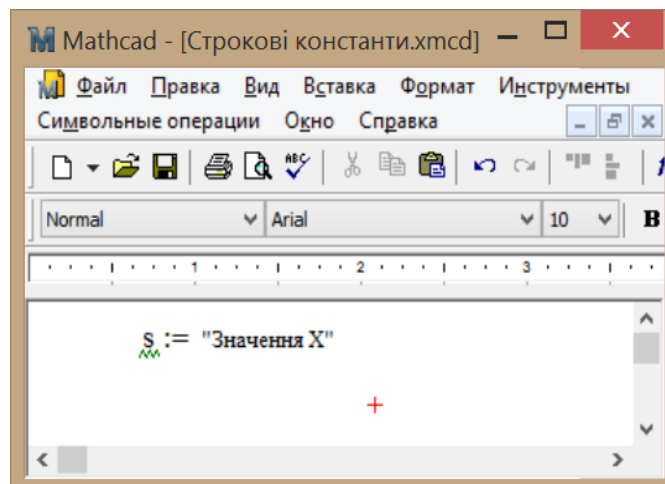 Mathcad - [Строкові константи.xmcd]
Файл Правка Вид Вставка Формат Инструменты
Символьные операции Окно Справка
ABC
Normal Arial 10 B
1 2 3
s := "Значення X"